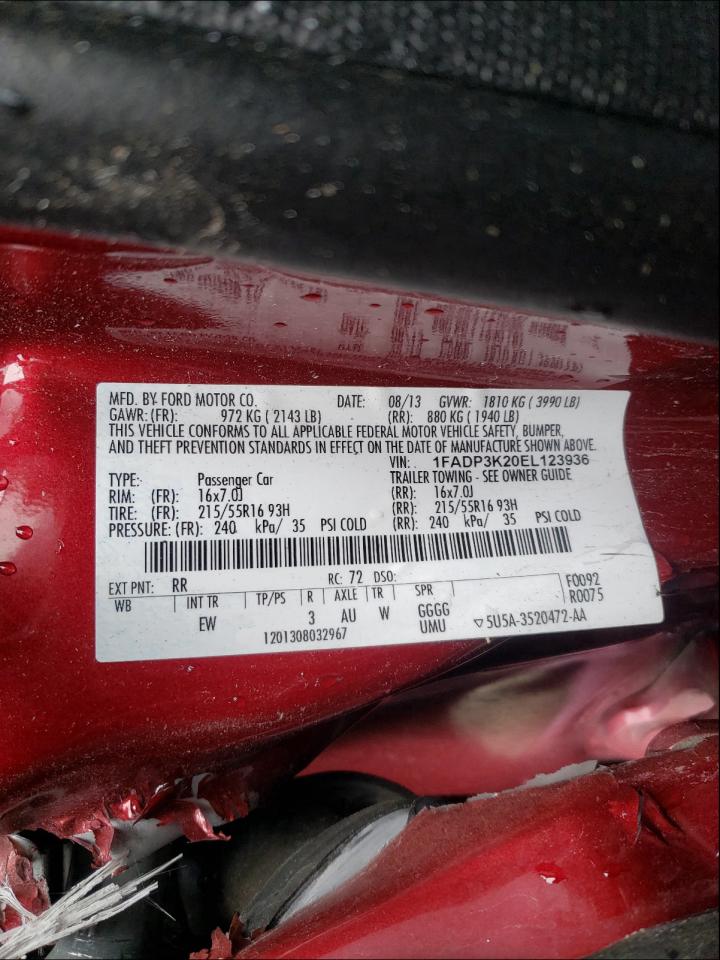 MFD. BY FORD MOTOR CO. DATE: 08/13 GVWR: 1810 KG ( 3990 LB)
GAWR: (FR): 972 KG ( 2143 LB) (RR): 880 KG ( 1940 LB)
THIS VEHICLE CONFORMS TO ALL APPLICABLE FEDERAL MOTOR VEHICLE SAFETY, BUMPER,
AND THEFT PREVENTION STANDARDS IN EFFECT ON THE DATE OF MANUFACTURE SHOWN ABOVE.
VIN: 1FADP3K20EL123936
TYPE: Passenger Car TRAILER TOWING - SEE OWNER GUIDE
RIM: (FR): 16x7.0J (RR): 16x7.0J
TIRE: (FR): 215/55R16 93H (RR): 215/55R16 93H
PRESSURE: (FR): 240 kPa/ 35 PSI COLD (RR): 240 kPa/ 35 PSI COLD
EXT PNT: RR RC: 72 DSO: F0092
WB INT TR TP/PS R AXLE TR SPR R0075
EW 3 AU W GGGG
1201308032967 UMU ▽5U5A-3520472-AA